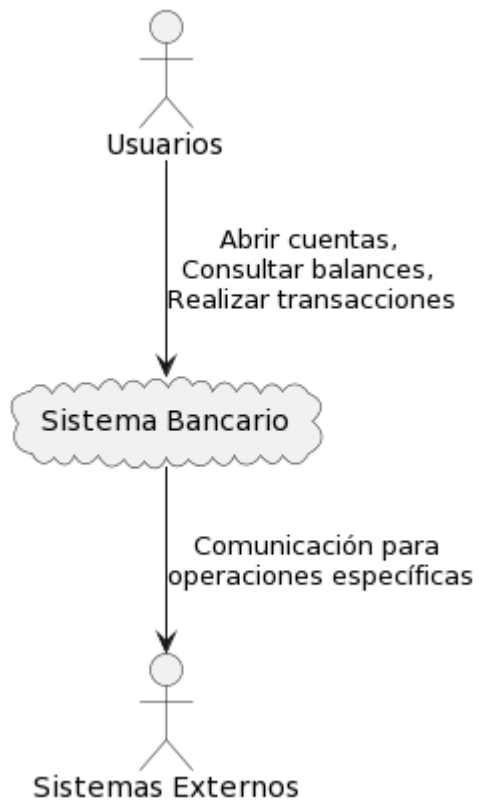 Usuarios
Abrir cuentas,
Consultar balances,
Realizar transacciones
Sistema Bancario
Comunicación para
operaciones específicas
Sistemas Externos